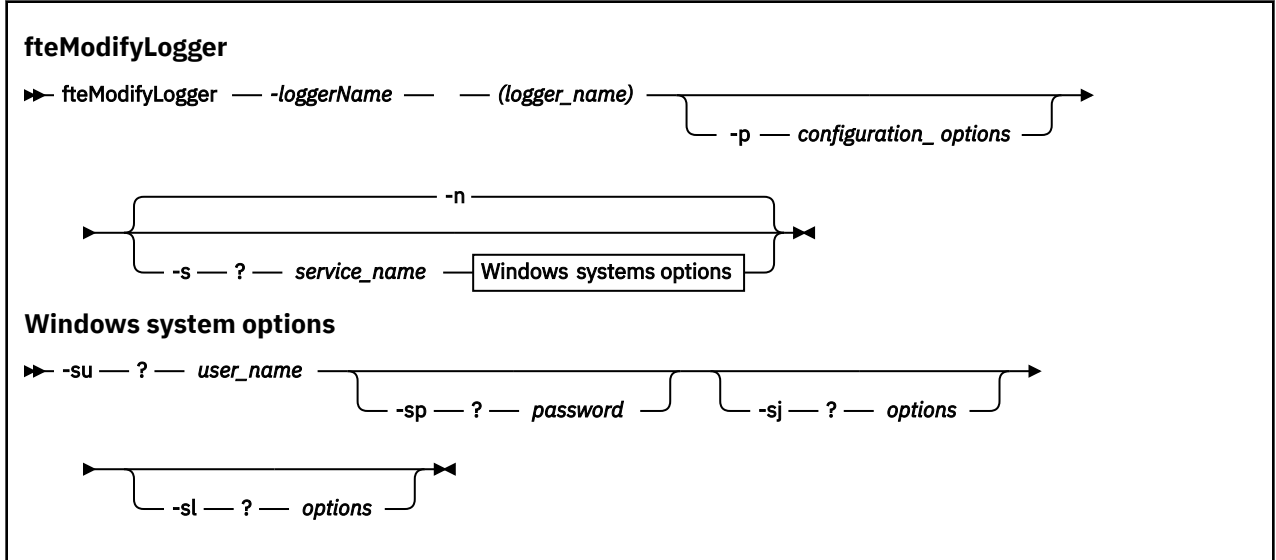 fteModifyLogger
fteModifyLogger -loggerName (logger_name)
-p configuration_ options
-n
-s ? service_name Windows systems options
Windows system options
-su ? user_name
-sp ? password -sj ? options
-sl ? options